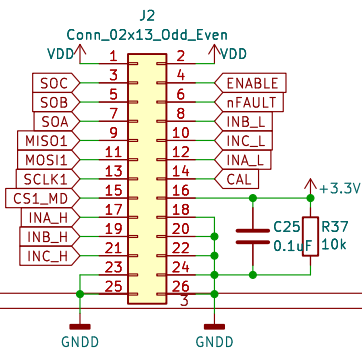 J2
Conn_02x13_Odd_Even
VDD 1 2 VDD
SOC 3 4 ENABLE
SOB 5 6 nFAULT
SOA 7 8 INB_L
MISO1 9 10 INC_L
MOSI1 11 12 INA_L
SCLK1 13 14 CAL
CS1_MD 15 16 +3.3V
INA_H 17 18
INB_H 19 20 C25 R37
INC_H 21 22 0.1uF 10k
23 24
25 26
3
GNDD GNDD